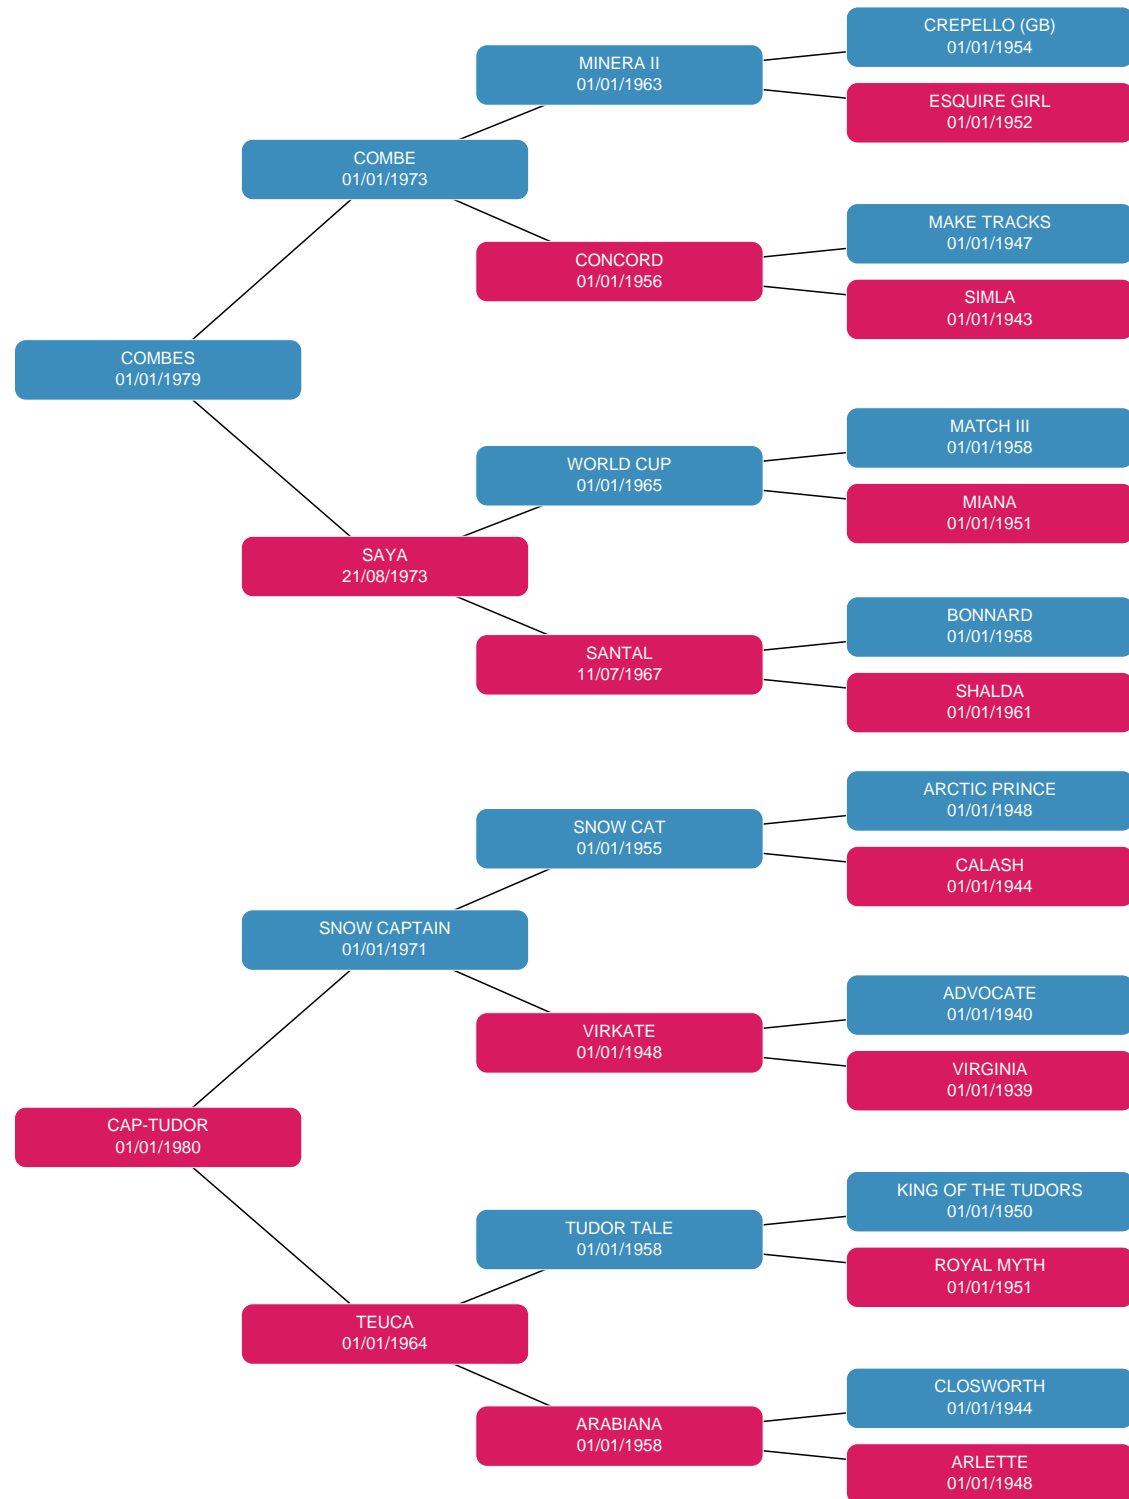 CREPELLO (GB)
01/01/1954
MINERA II
01/01/1963
ESQUIRE GIRL
01/01/1952
COMBE
01/01/1973
MAKE TRACKS
01/01/1947
CONCORD
01/01/1956
SIMLA
01/01/1943
COMBES
01/01/1979
MATCH III
01/01/1958
WORLD CUP
01/01/1965
MIANA
01/01/1951
SAYA
21/08/1973
BONNARD
01/01/1958
SANTAL
11/07/1967
SHALDA
01/01/1961
ARCTIC PRINCE
01/01/1948
SNOW CAT
01/01/1955
CALASH
01/01/1944
SNOW CAPTAIN
01/01/1971
ADVOCATE
01/01/1940
VIRKATE
01/01/1948
VIRGINIA
01/01/1939
CAP-TUDOR
01/01/1980
KING OF THE TUDORS
01/01/1950
TUDOR TALE
01/01/1958
ROYAL MYTH
01/01/1951
TEUCA
01/01/1964
CLOSWORTH
01/01/1944
ARABIANA
01/01/1958
ARLETTE
01/01/1948